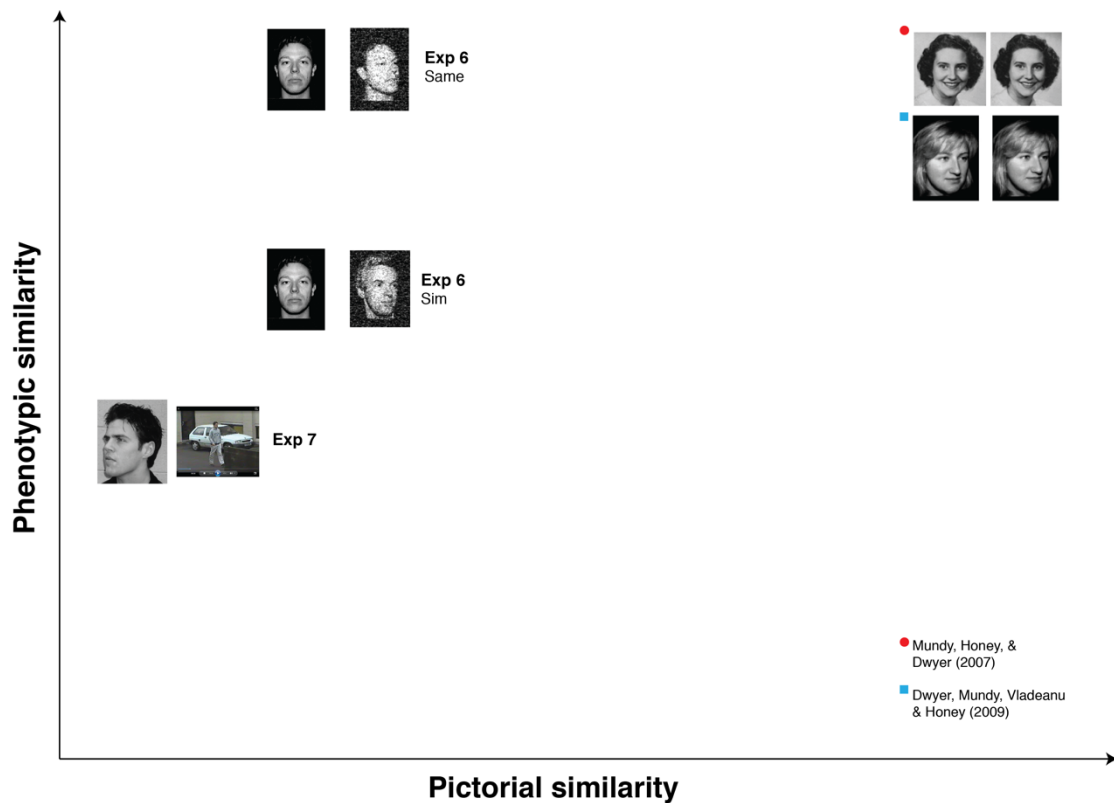 Exp 6
Same
Exp 6
Sim
Exp 7
Phenotypic similarity
Mundy, Honey, &
Dwyer (2007)
Dwyer, Mundy, Vladeanu
& Honey (2009)
Pictorial similarity